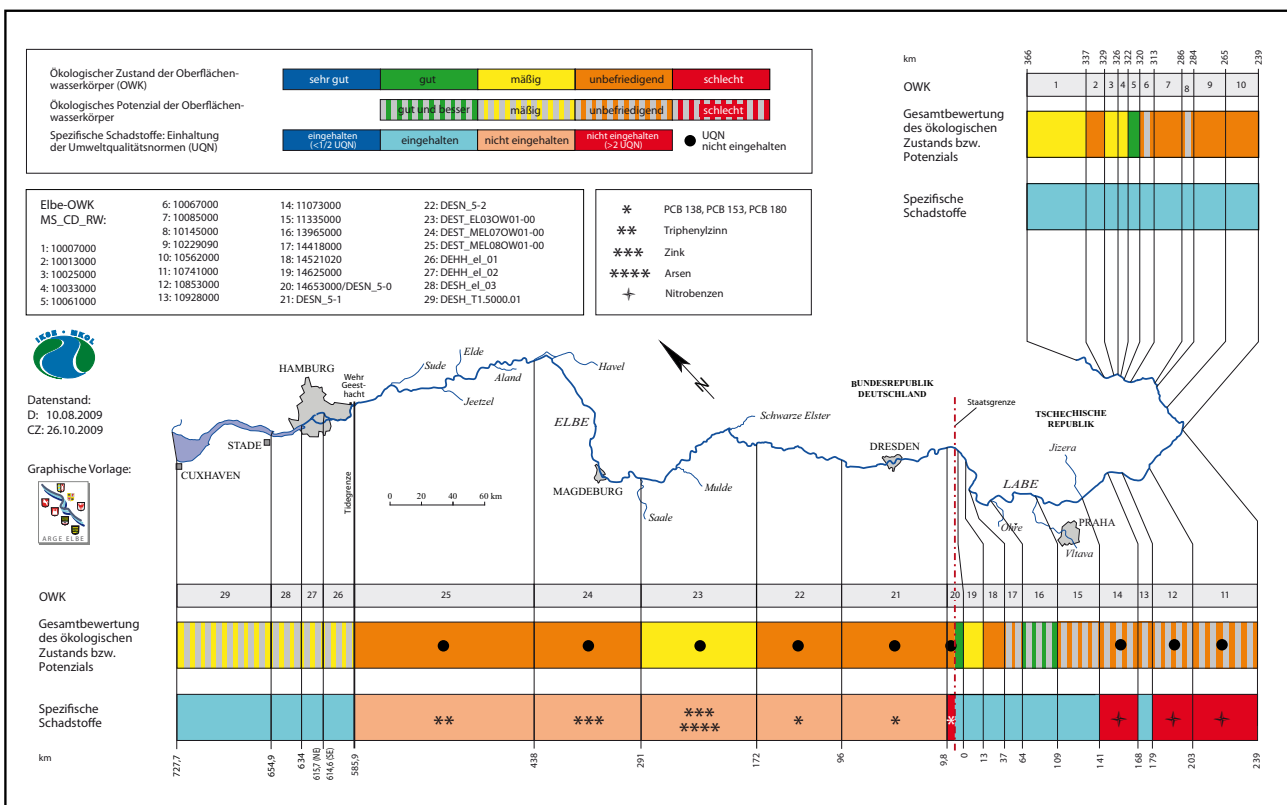 Ökologischer Zustand der Oberflächen-
wasserkörper (OWK)
sehr gut
gut
mäßig
unbefriedigend
schlecht
Ökologisches Potenzial der Oberflächen-
wasserkörper
gut und besser
mäßig
unbefriedigend
schlecht
Spezifische Schadstoffe: Einhaltung
der Umweltqualitätsnormen (UQN)
eingehalten
(<1/2 UQN)
eingehalten
nicht eingehalten
nicht eingehalten
(>2 UQN)
UQN
nicht eingehalten
km
366
337
329
326
322
320
313
286
284
265
239
OWK
1
2
3
4
5
6
7
8
9
10
Gesamtbewertung
des ökologischen
Zustands bzw.
Potenzials
Spezifische
Schadstoffe
Elbe-OWK
MS_CD_RW:
1: 10007000
2: 10013000
3: 10025000
4: 10033000
5: 10061000
6: 10067000
7: 10085000
8: 10145000
9: 10229090
10: 10562000
11: 10741000
12: 10853000
13: 10928000
14: 11073000
15: 11335000
16: 13965000
17: 14418000
18: 14521020
19: 14625000
20: 14653000/DESN_5-0
21: DESN_5-1
22: DESN_5-2
23: DEST_EL03OW01-00
24: DEST_MEL07OW01-00
25: DEST_MEL08OW01-00
26: DEHH_el_01
27: DEHH_el_02
28: DESH_el_03
29: DESH_T1.5000.01
* PCB 138, PCB 153, PCB 180
** Triphenylzinn
*** Zink
**** Arsen
Nitrobenzen
IKSE • MKOL
Datenstand:
D: 10.08.2009
CZ: 26.10.2009
Graphische Vorlage:
ARGE ELBE
CUXHAVEN
STADE
HAMBURG
Wehr
Geest-
hacht
Tidegrenze
Sude
Elde
Aland
Jeetzel
Havel
ELBE
N
0 20 40 60 km
MAGDEBURG
Saale
Mulde
Schwarze Elster
BUNDESREPUBLIK
DEUTSCHLAND
DRESDEN
Staatsgrenze
TSCHECHISCHE
REPUBLIK
Jizera
LABE
Ohre
PRAHA
Vltava
OWK
29
28
27
26
25
24
23
22
21
20
19
18
17
16
15
14
13
12
11
Gesamtbewertung
des ökologischen
Zustands bzw.
Potenzials
Spezifische
Schadstoffe
**
***
***
****
*
*
*
km
727,7
654,9
634
615,7 (NE)
614,6 (SE)
585,9
438
291
172
96
9,8
0
13
37
64
109
141
168
179
203
239